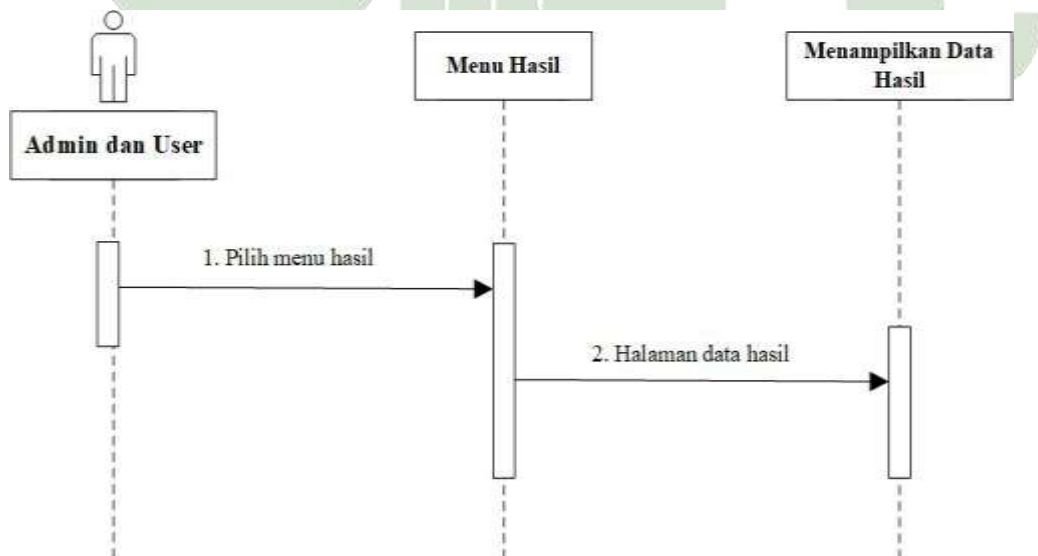 Admin dan User
Menu Hasil
Menampilkan Data
Hasil
1. Pilih menu hasil
2. Halaman data hasil